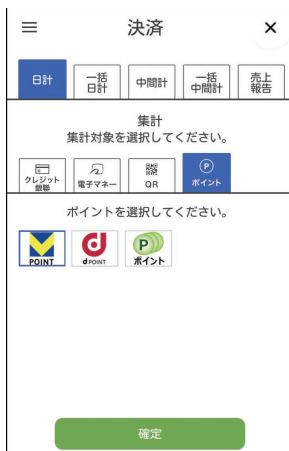 決済
日計
一括
日計
中間計
一括
中間計
売上
報告
集計
集計対象を選択してください。
クレジット
銀聯
電子マネー
QR
P
ポイント
ポイントを選択してください。
POINT
d POINT
P
ポイント
確定